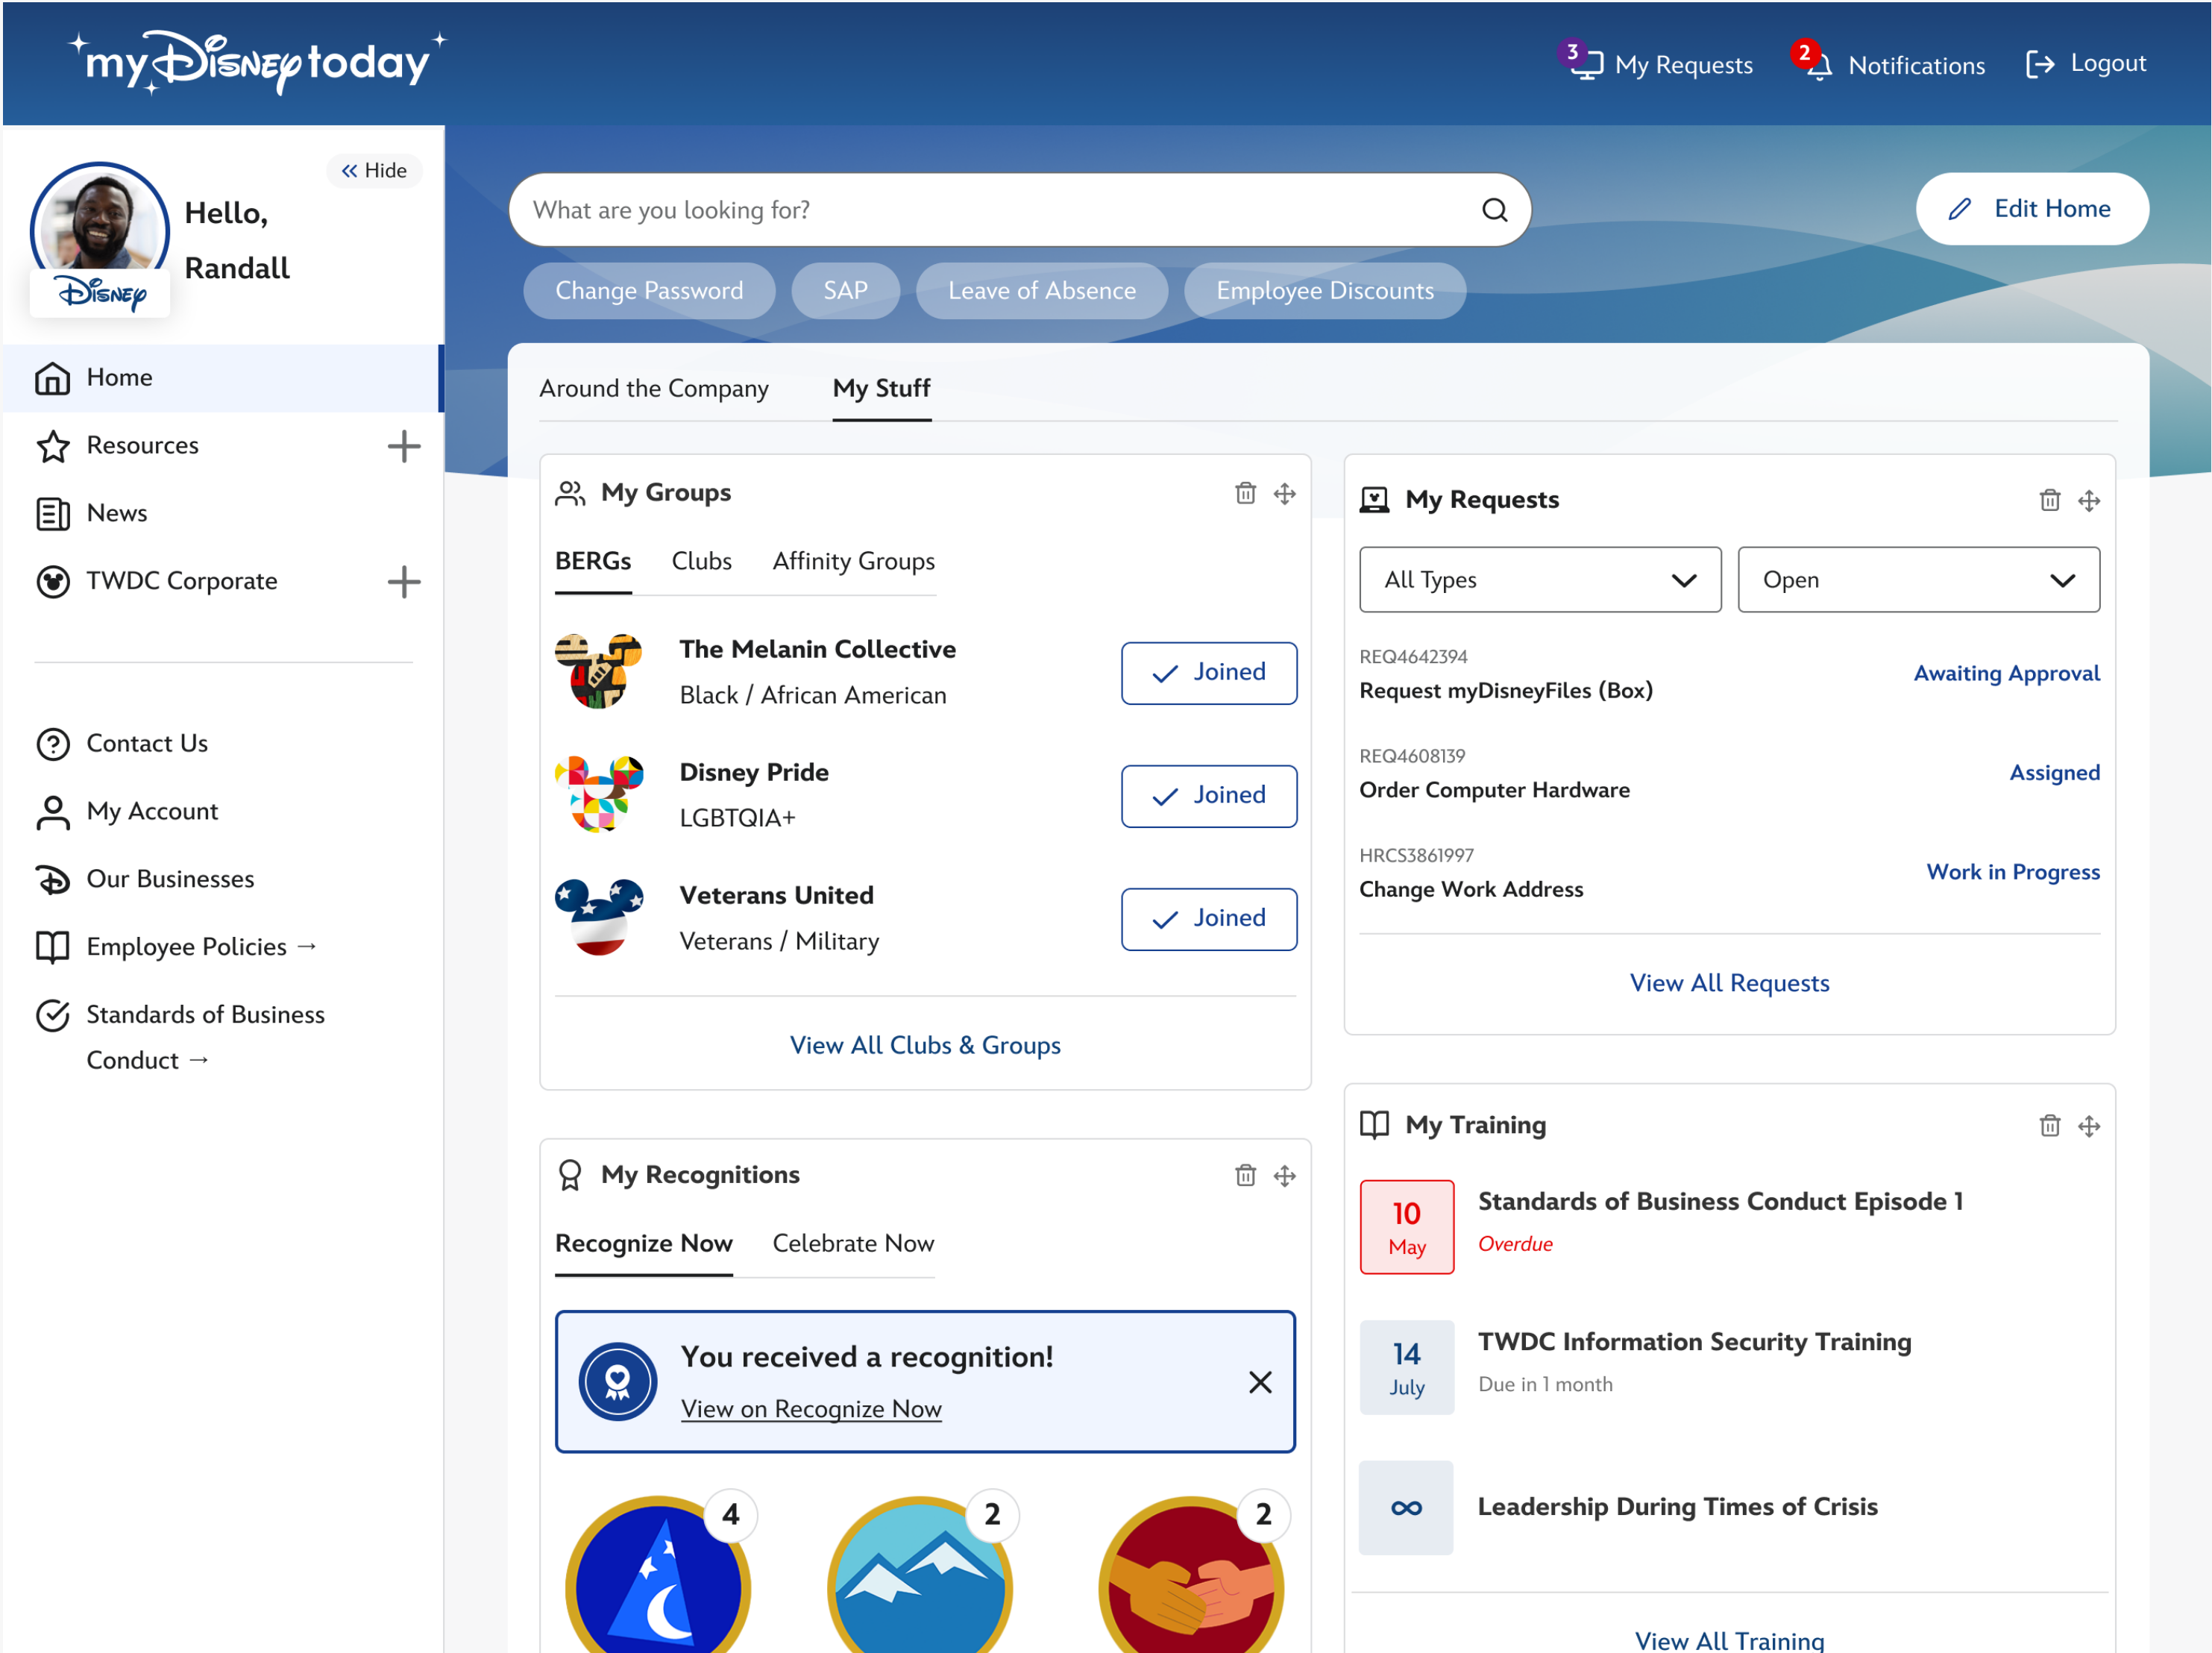 my Disney today
3
My Requests
2
Notifications
Logout
Hide
Hello,
Randall
Disney
Home
Resources
News
TWDC Corporate
Contact Us
My Account
Our Businesses
Employee Policies →
Standards of Business
Conduct →
What are you looking for?
Edit Home
Change Password
SAP
Leave of Absence
Employee Discounts
Around the Company
My Stuff
My Groups
BERGs
Clubs
Affinity Groups
The Melanin Collective
Black / African American
Joined
Disney Pride
LGBTQIA+
Joined
Veterans United
Veterans / Military
Joined
View All Clubs & Groups
My Recognitions
Recognize Now
Celebrate Now
You received a recognition!
View on Recognize Now
4
2
2
My Requests
All Types
Open
REQ4642394
Request myDisneyFiles (Box)
Awaiting Approval
REQ4608139
Order Computer Hardware
Assigned
HRCS3861997
Change Work Address
Work in Progress
View All Requests
My Training
10
May
Standards of Business Conduct Episode 1
Overdue
14
July
TWDC Information Security Training
Due in 1 month
∞
Leadership During Times of Crisis
View All Training